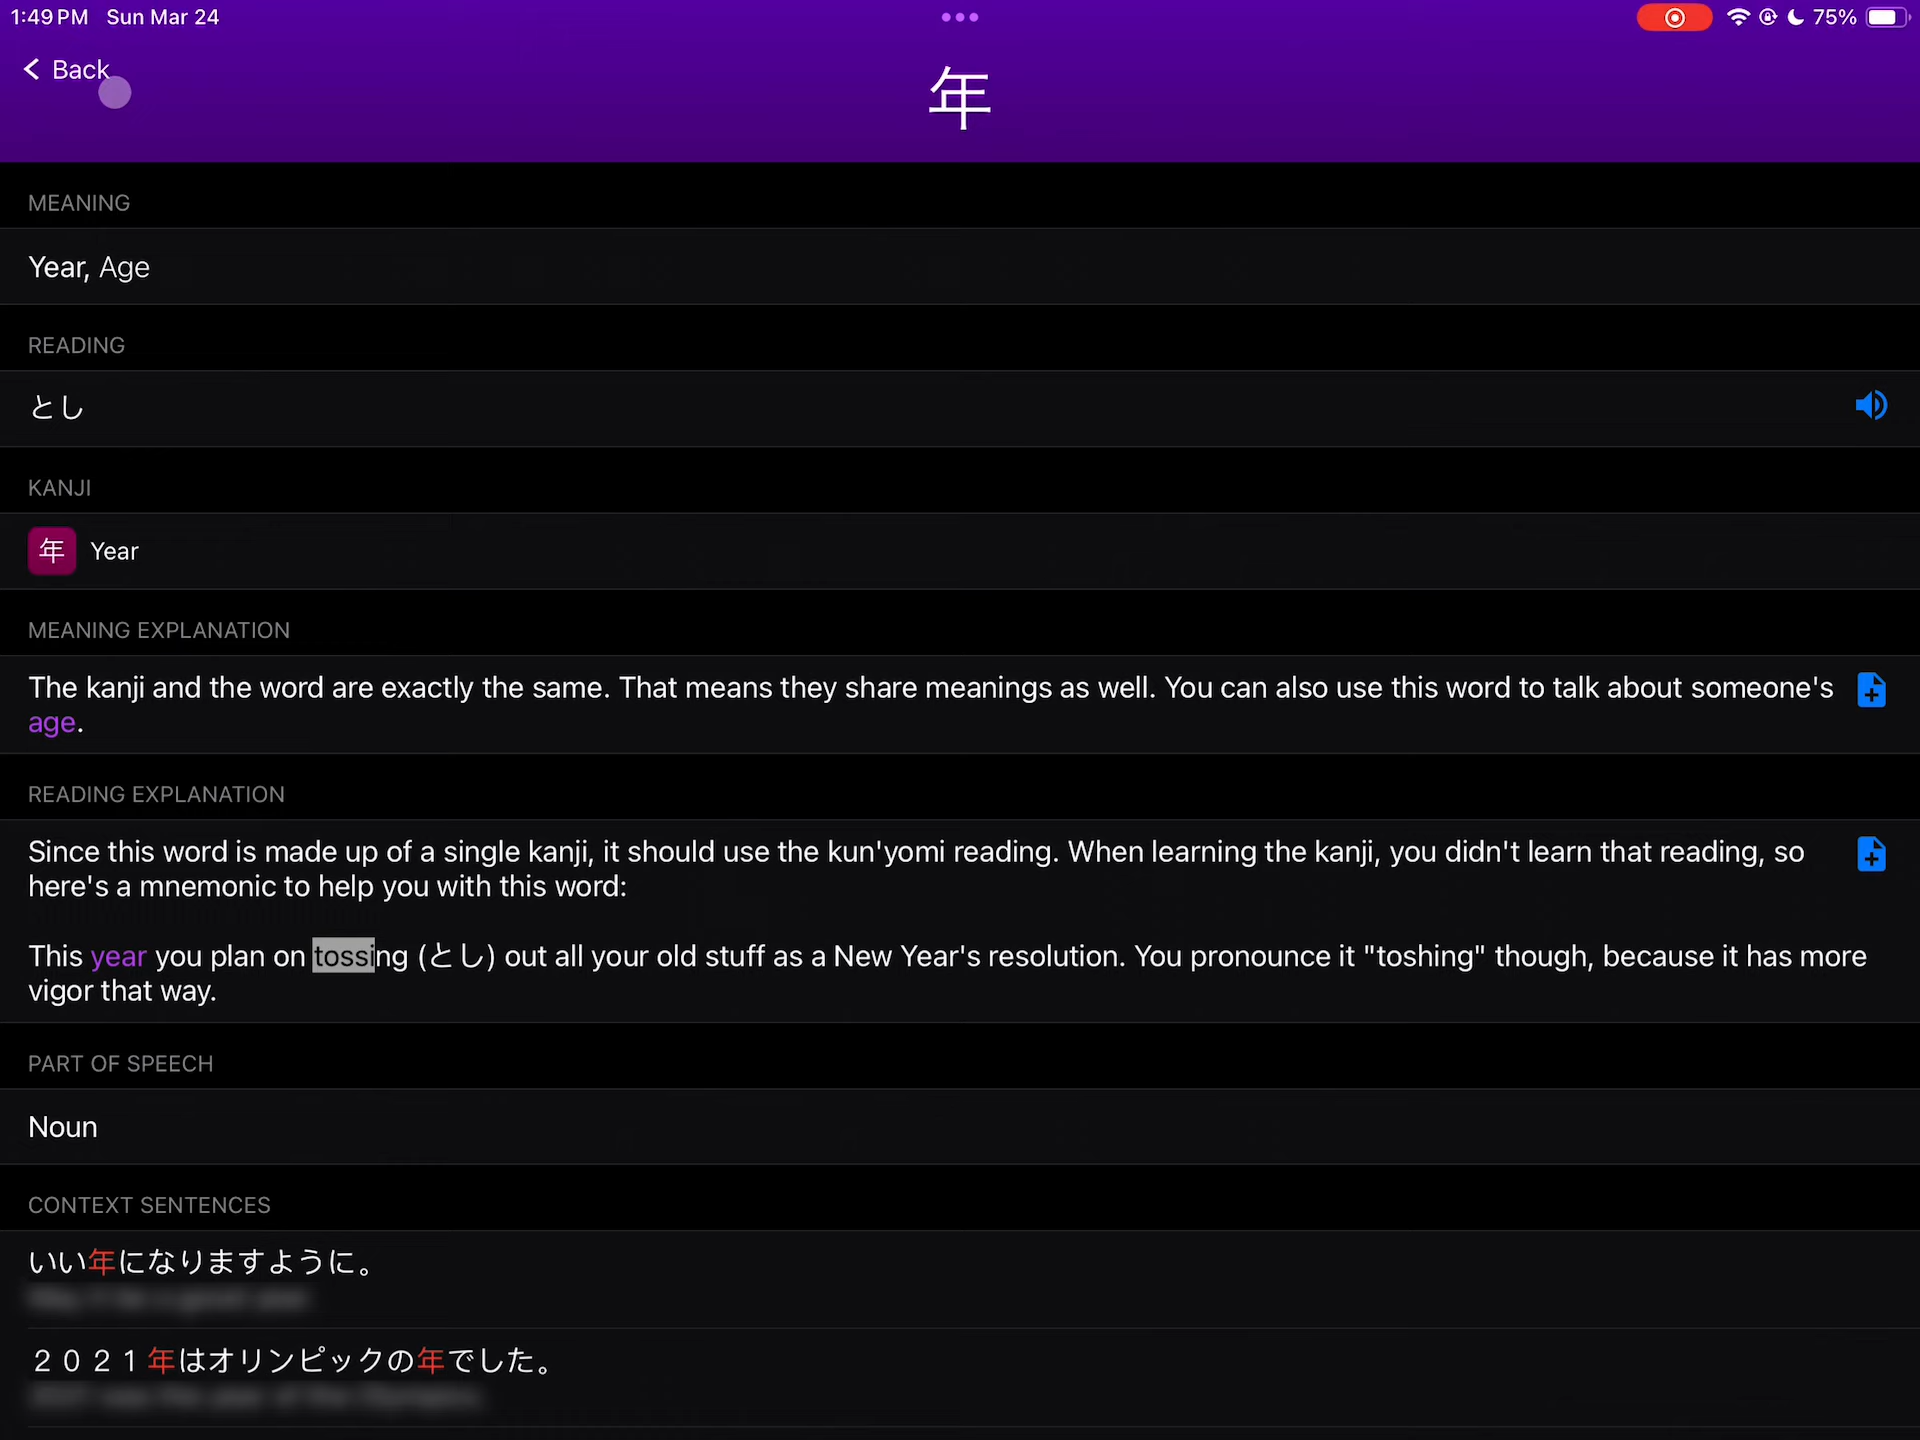 1:49 PM Sun Mar 24
75%
Back
年
MEANING
Year, Age
READING
とし
KANJI
年 Year
MEANING EXPLANATION
The kanji and the word are exactly the same. That means they share meanings as well. You can also use this word to talk about someone's
age.
READING EXPLANATION
Since this word is made up of a single kanji, it should use the kun'yomi reading. When learning the kanji, you didn't learn that reading, so
here's a mnemonic to help you with this word:
This year you plan on tossing (とし) out all your old stuff as a New Year's resolution. You pronounce it "toshing" though, because it has more
vigor that way.
PART OF SPEECH
Noun
CONTEXT SENTENCES
いい年になりますように。
２０２１年はオリンピックの年でした。